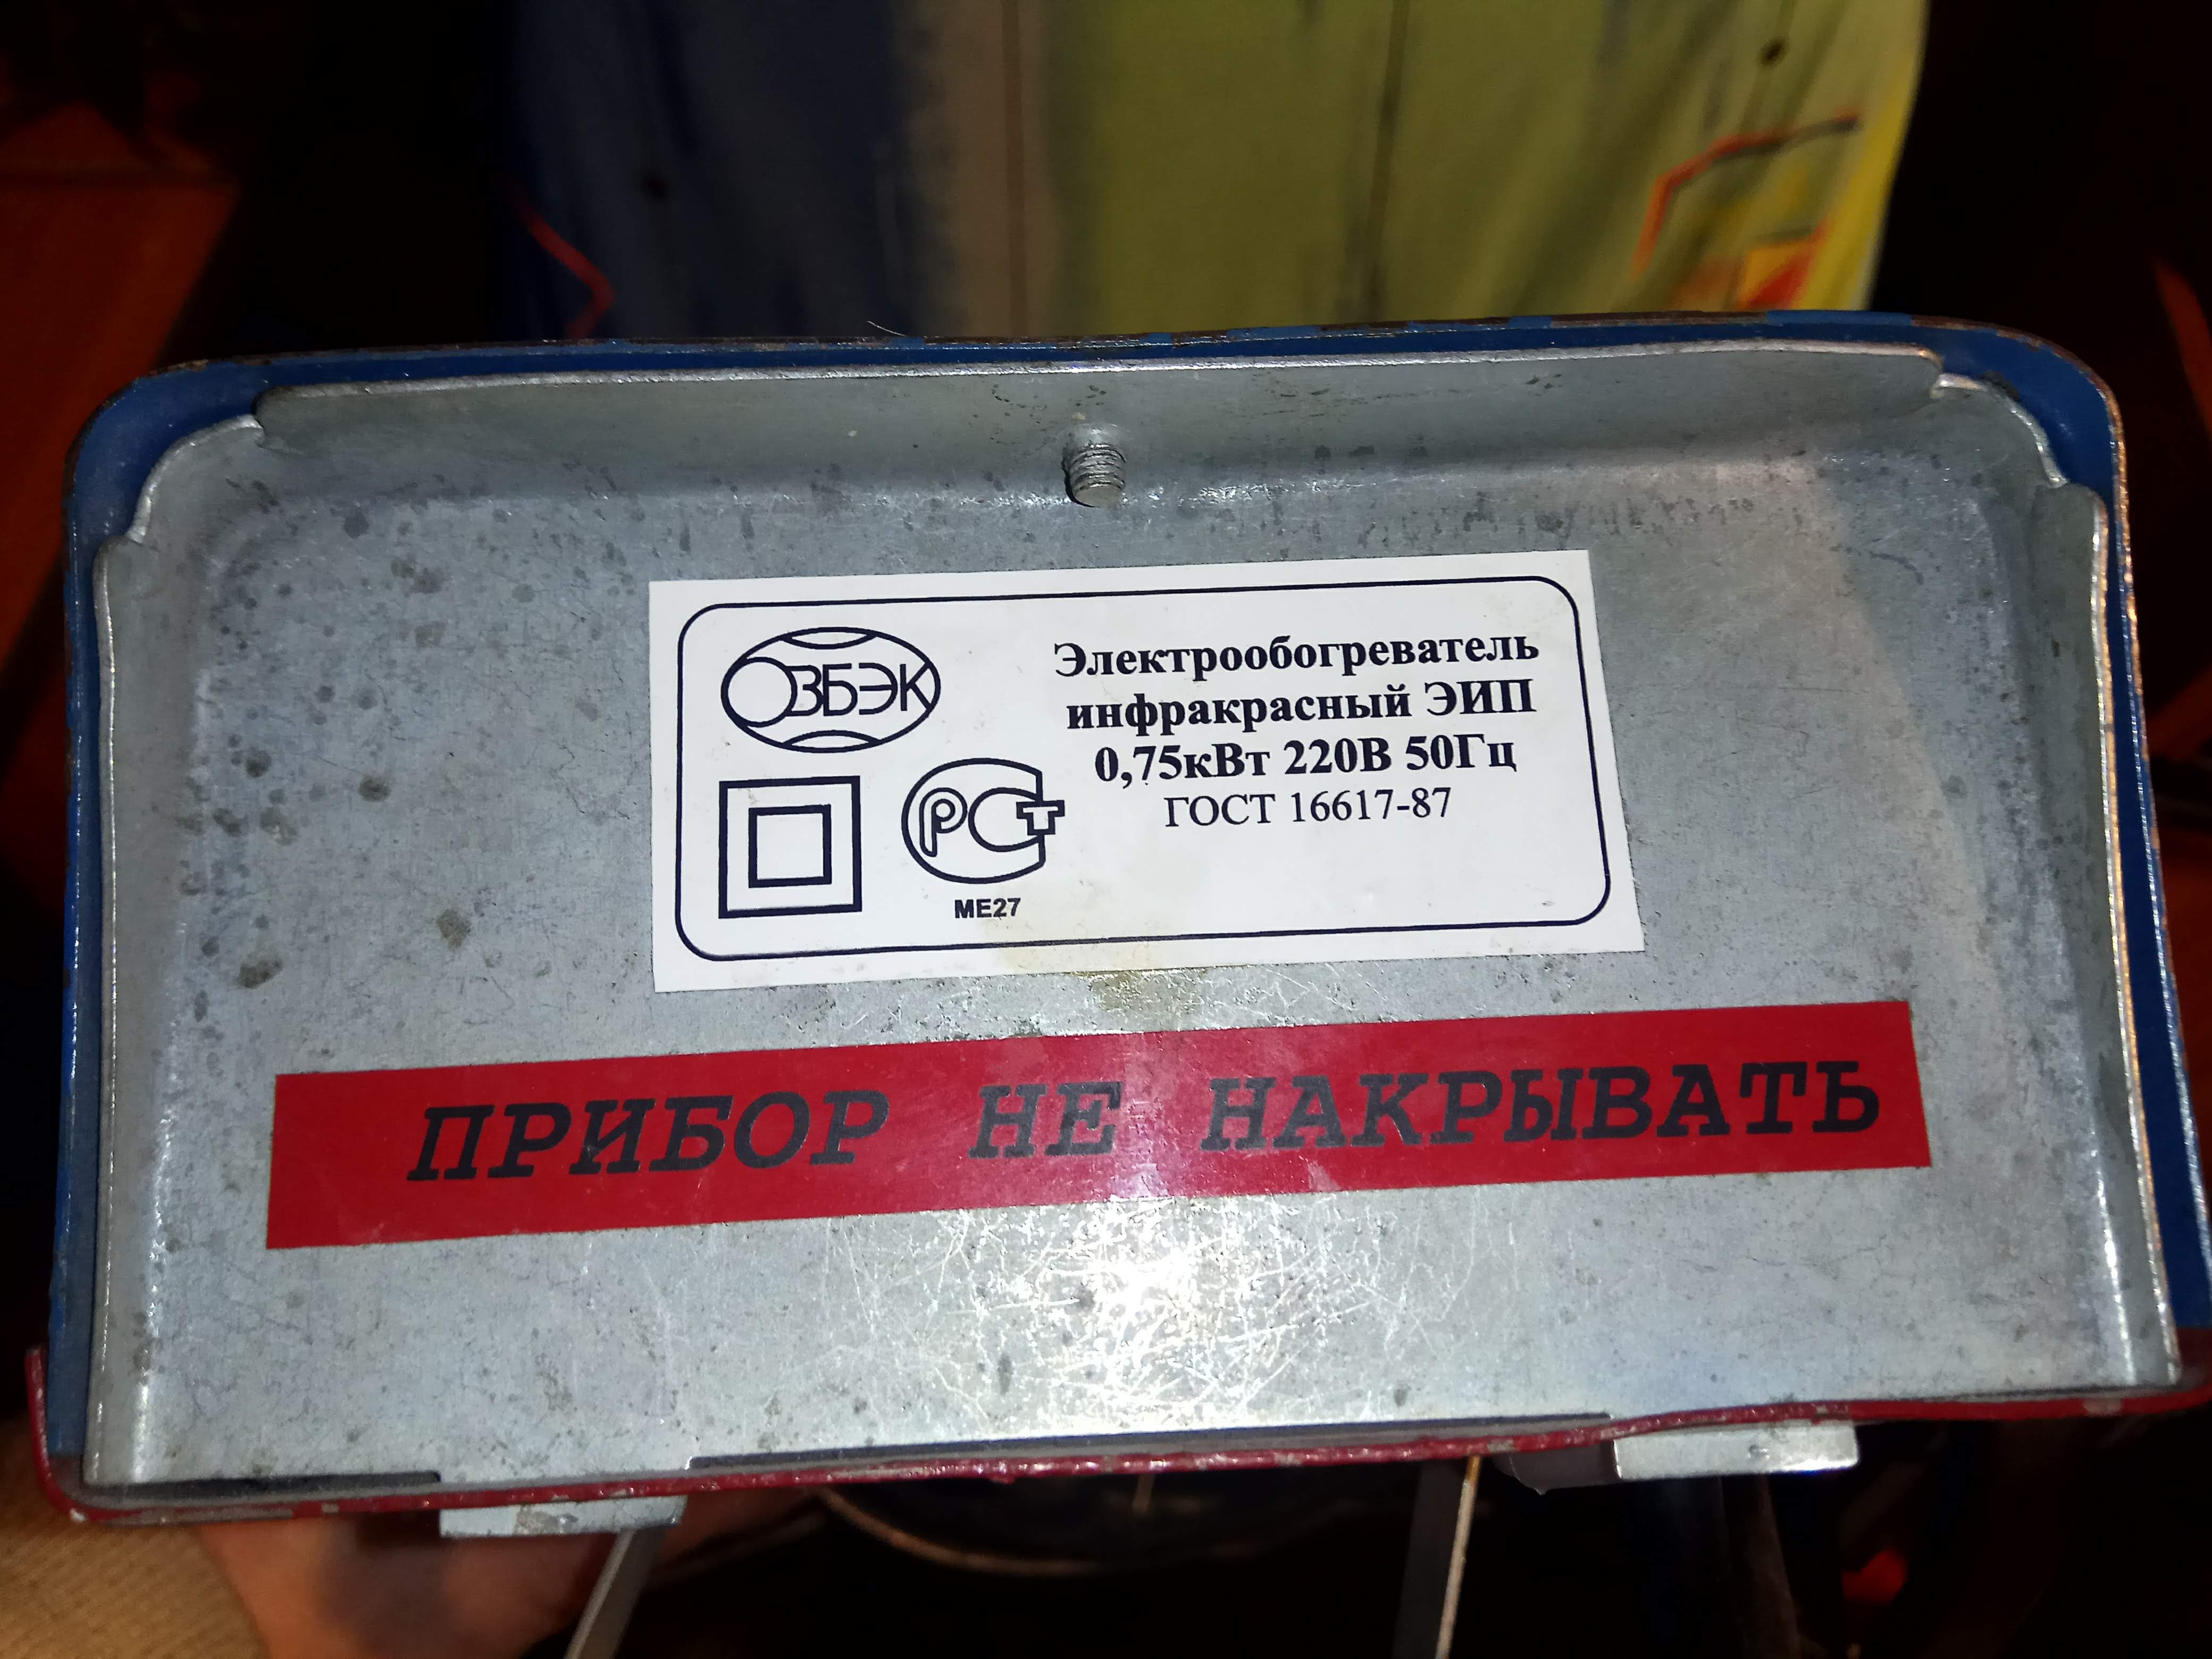 ОЗБЭК
Электрообогреватель
инфракрасный ЭИП
0,75кВт 220В 50Гц
ГОСТ 16617-87
РСТ
МЕ27
ПРИБОР НЕ НАКРЫВАТЬ